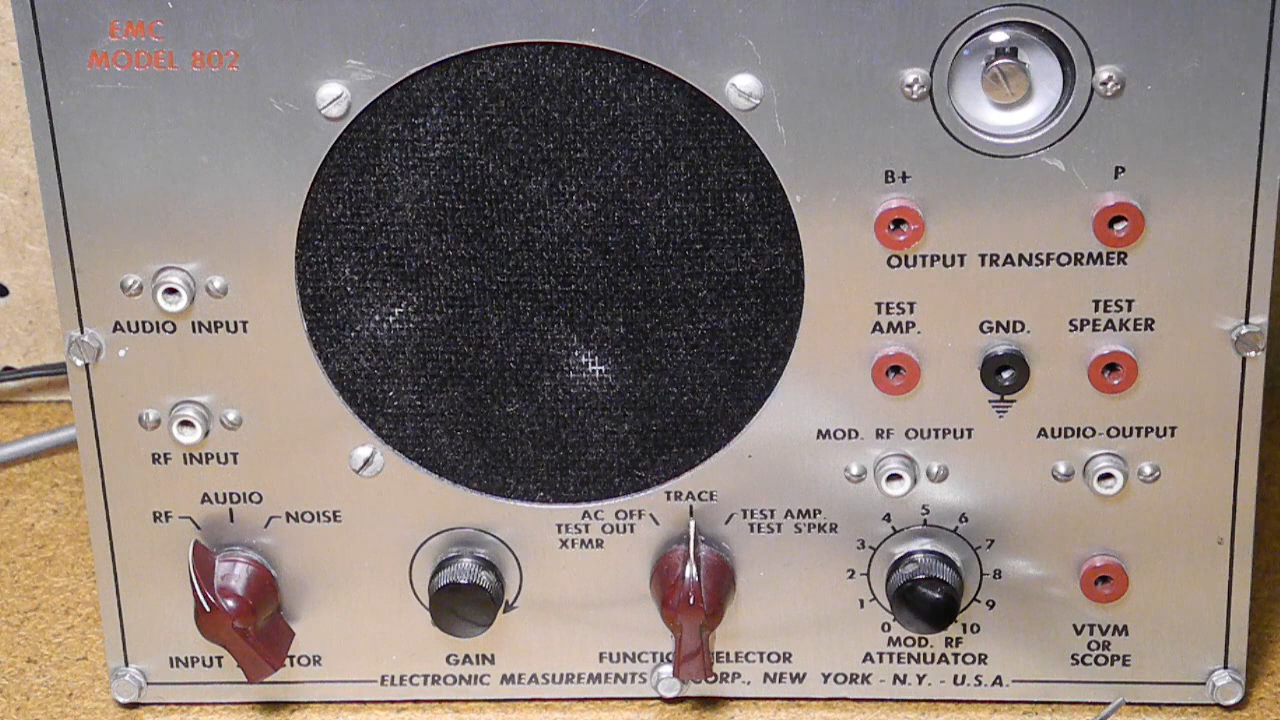 EMC
MODEL 802
B+
P
OUTPUT TRANSFORMER
AUDIO INPUT
TEST
AMP.
GND.
TEST
SPEAKER
RF INPUT
MOD. RF OUTPUT
AUDIO-OUTPUT
AUDIO
RF
NOISE
INPUT
GAIN
TRACE
AC OFF
TEST OUT
XFMR
TEST AMP.
TEST S'PKR
FUNCTIO ELECTOR
0 1 2 3 4 5 6 7 8 9 10
MOD. RF
ATTENUATOR
VTVM
OR
SCOPE
ELECTRONIC MEASUREMENTS ORP., NEW YORK - N.Y. - U.S.A.